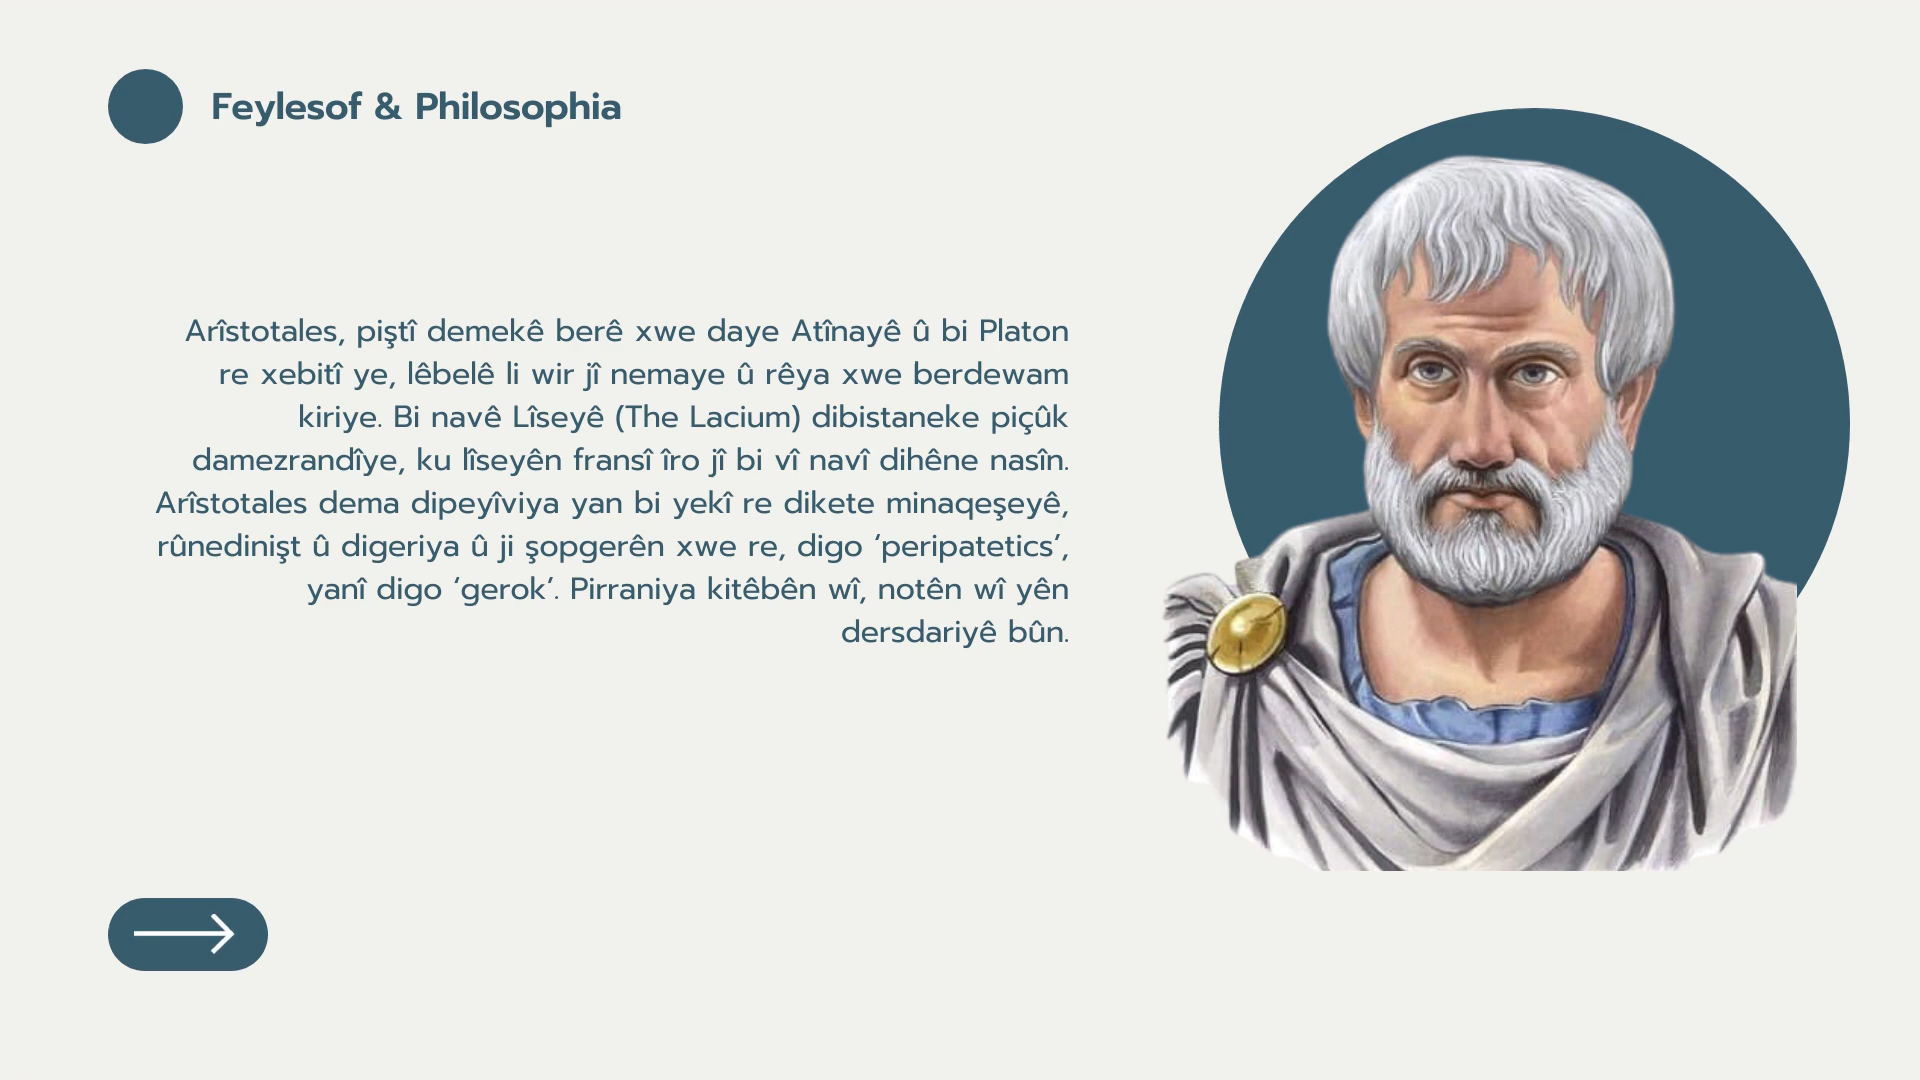 Feylesof & Philosophia
Arîstotales, piştî demekê berê xwe daye Atînayê û bi Platon
re xebitî ye, lêbelê li wir jî nemaye û rêya xwe berdewam
kiriye. Bi navê Lîseyê (The Lacium) dibistaneke piçûk
damezrandîye, ku lîseyên fransî îro jî bi vî navî dihêne nasîn.
Arîstotales dema dipeyîviya yan bi yekî re dikete minaqeşeyê,
rûnedinişt û digeriya û ji şopgerên xwe re, digo ‘peripatetics’,
yanî digo ‘gerok’. Pirraniya kitêbên wî, notên wî yên
dersdariyê bûn.